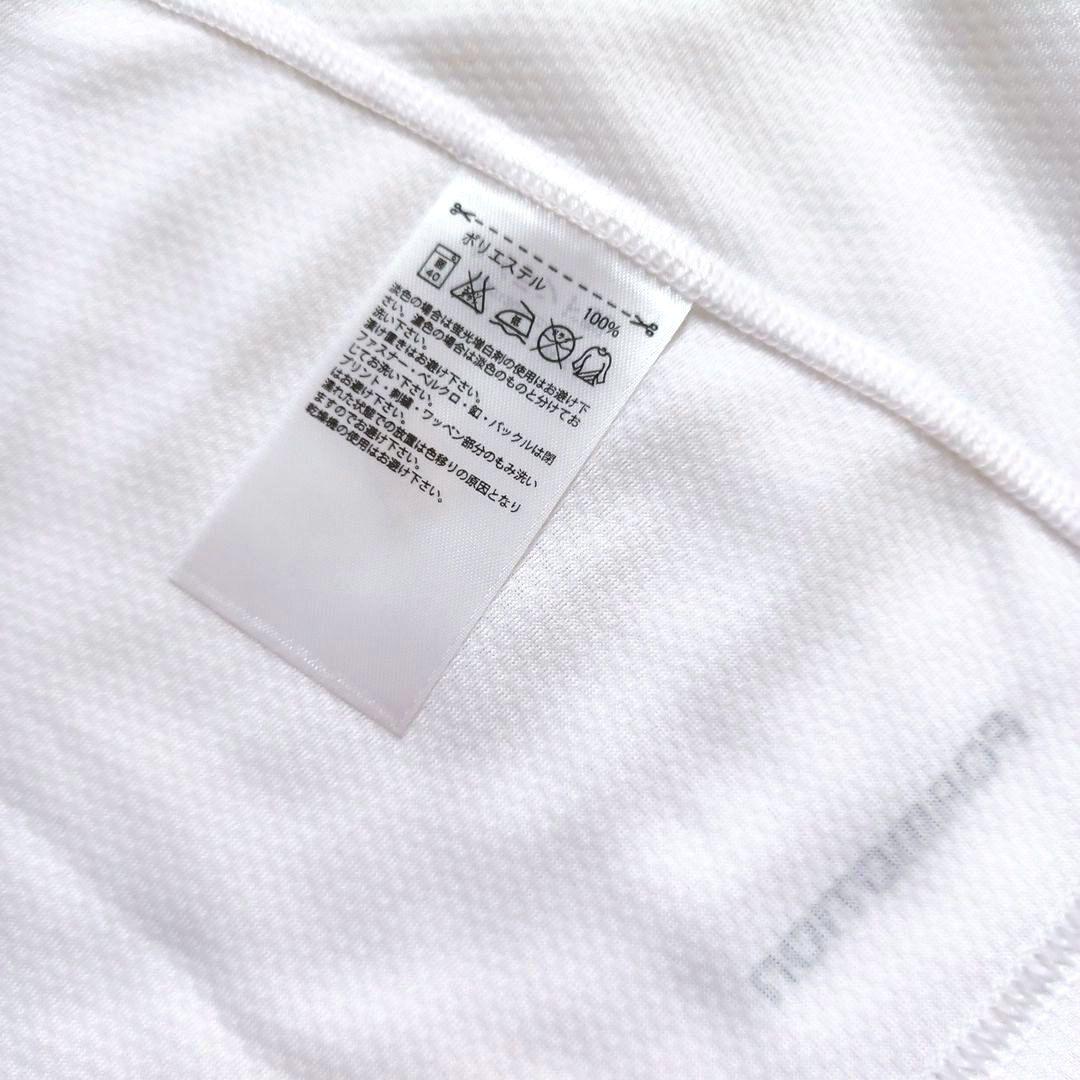 ポリエステル 100%
弱 40
淡色の場合は蛍光増白剤の使用はお避け下
さい。濃色の場合は淡色のものと分けてお
洗い下さい。
漬け置きはお避け下さい。
ファスナー・ベルクロ・釦・バックルは閉
じてお洗い下さい。
プリント・刺繍・ワッペン部分のもみ洗い
はお避け下さい。
濡れた状態での放置は色移りの原因となり
ますのでお避け下さい。
乾燥機の使用はお避け下さい。